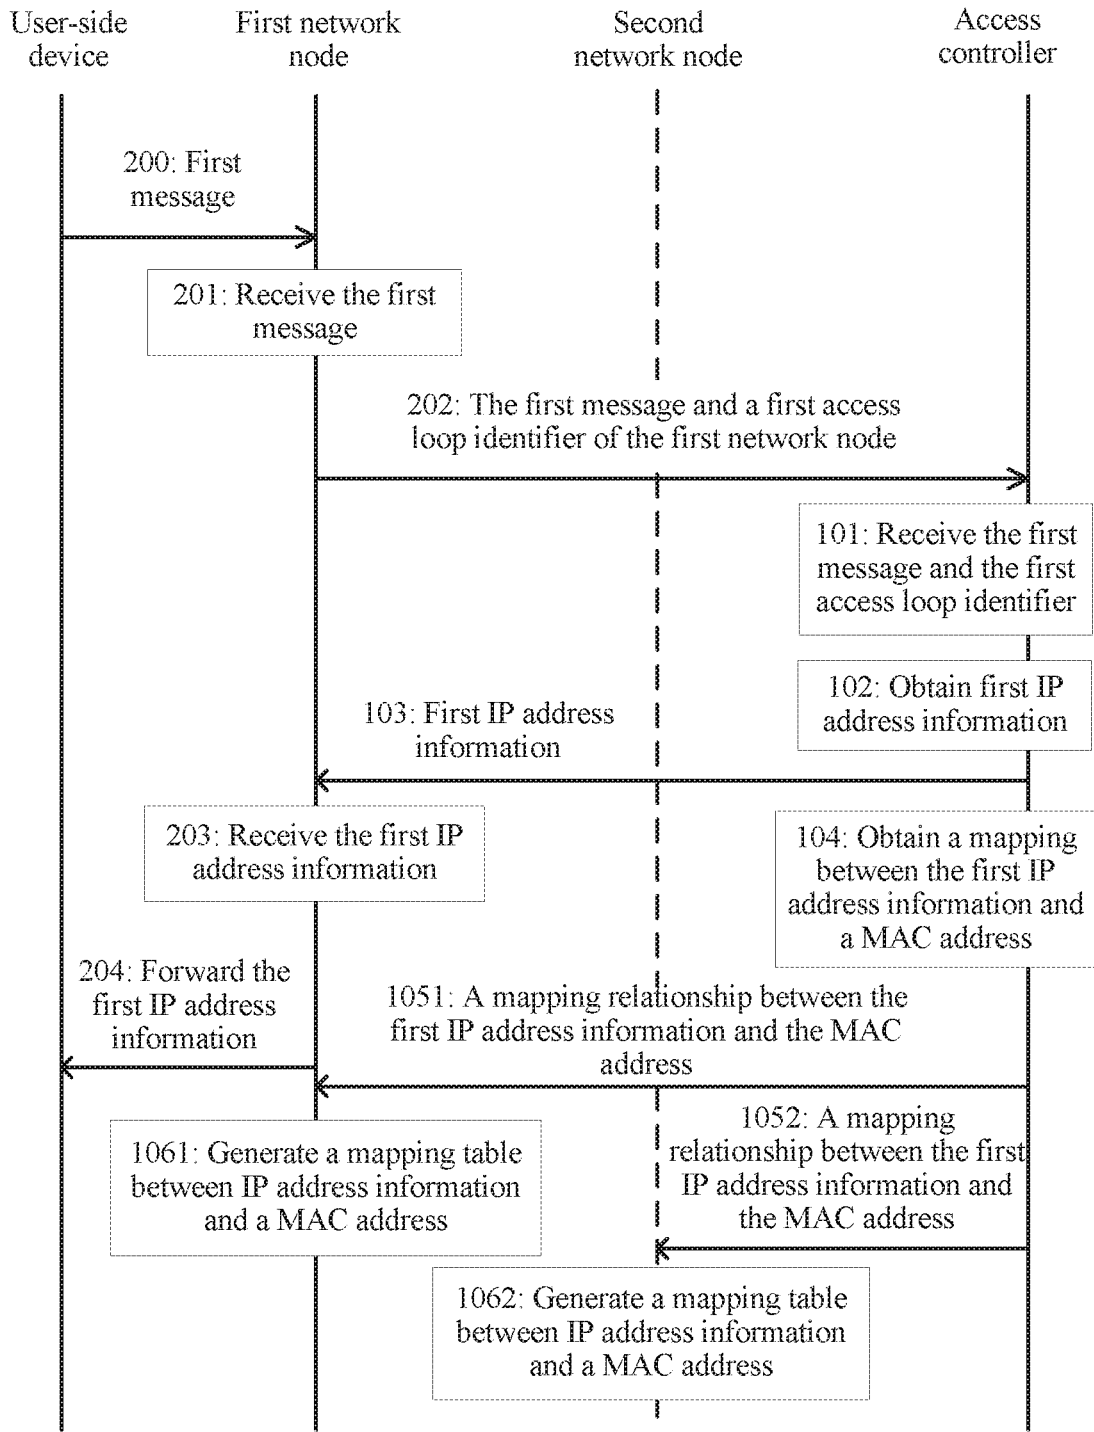 User-side
device
First network
node
Second
network node
Access
controller
200: First
message
201: Receive the first
message
202: The first message and a first access
loop identifier of the first network node
101: Receive the first
message and the first
access loop identifier
102: Obtain first IP
address information
103: First IP address
information
203: Receive the first IP
address information
104: Obtain a mapping
between the first IP
address information and
a MAC address
204: Forward the
first IP address
information
1051: A mapping relationship between the
first IP address information and the MAC
address
1052: A mapping
relationship between the first
IP address information and
the MAC address
1061: Generate a mapping table
between IP address information
and a MAC address
1062: Generate a mapping table
between IP address information
and a MAC address